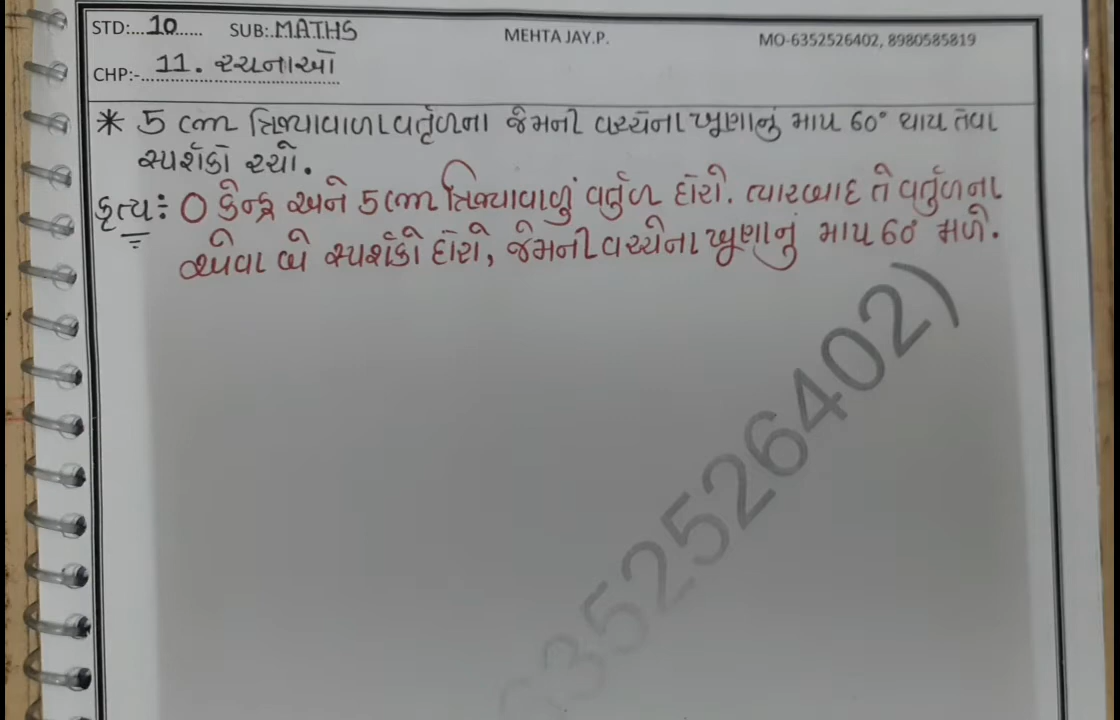 STD:...10...... SUB:.MATHS MEHTA JAY.P. MO-6352526402, 8980585819
CHP:-..11. રચનાઓ
* 5 cm ત્રિજ્યાવાળા વર્તુળના જેમની વચ્ચેના ખૂણાનું માપ 60° થાય તેવા
સ્પર્શકો રચો.
કૃત્ય: O કેન્દ્ર અને 5 cm ત્રિજ્યાવાળું વર્તુળ દોરો. ત્યારબાદ તે વર્તુળના
એવા બે સ્પર્શકો દોરો, જેમની વચ્ચેના ખૂણાનું માપ 60° મળે.
6352526402)